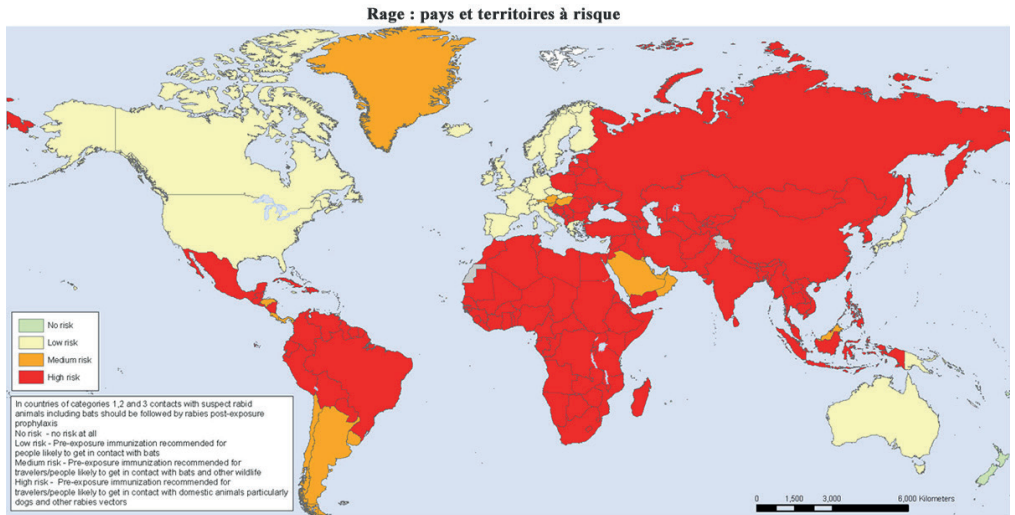 Rage : pays et territoires à risque
No risk
Low risk
Medium risk
High risk
In countries of categories 1,2 and 3 contacts with suspect rabid
animals including bats should be followed by rabies post-exposure
prophylaxis
No risk - no risk at all
Low risk - Pre-exposure immunization recommended for
people likely to get in contact with bats
Medium risk - Pre-exposure immunization recommended for
travelers/people likely to get in contact with bats and other wildlife
High risk - Pre-exposure immunization recommended for
travelers/people likely to get in contact with domestic animals particularly
dogs and other rabies vectors
0 1,500 3,000 6,000 Kilometers